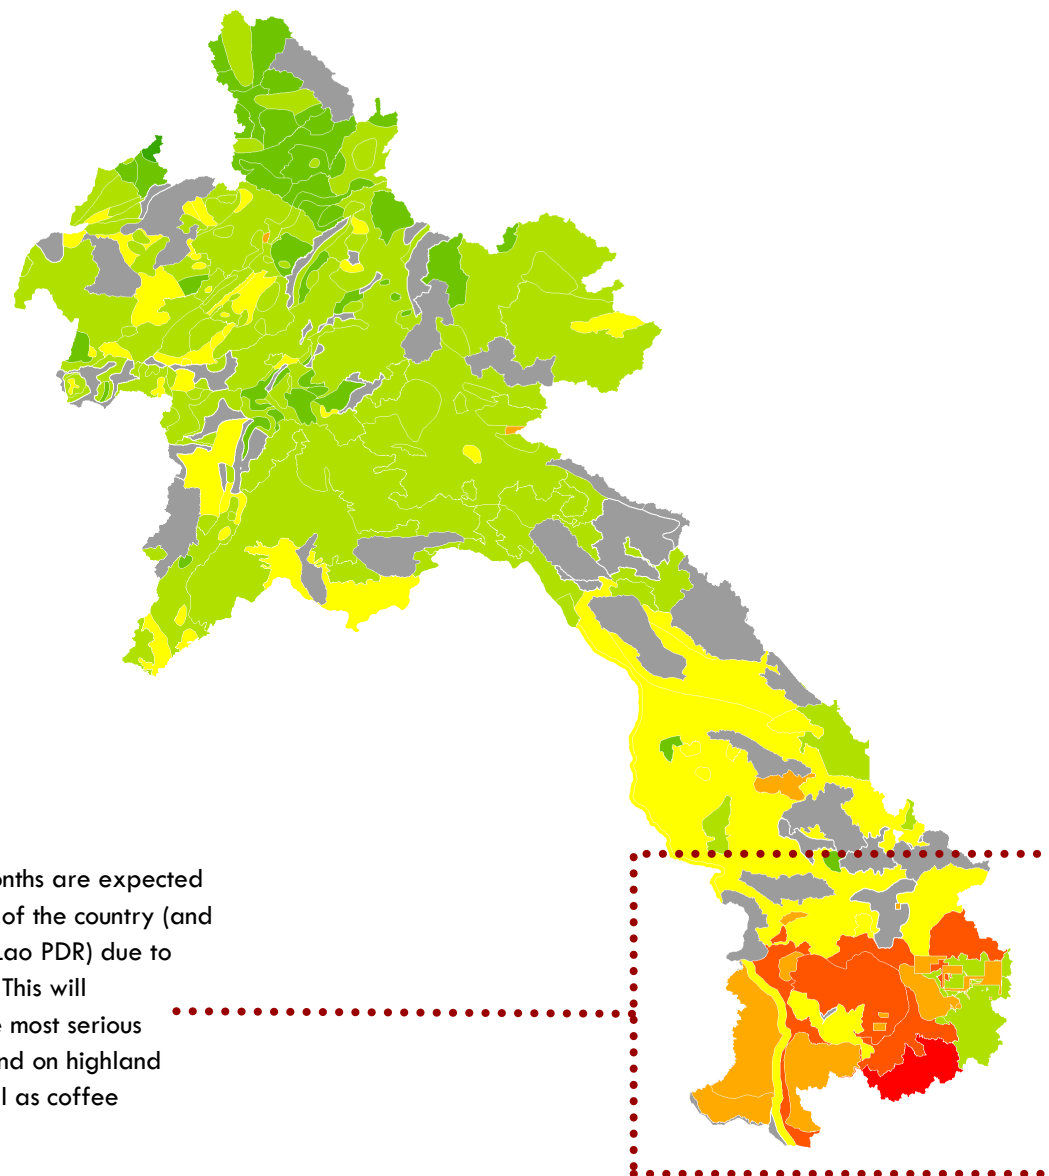 onths are expected
of the country (and
Lao PDR) due to
This will
e most serious
nd on highland
l as coffee